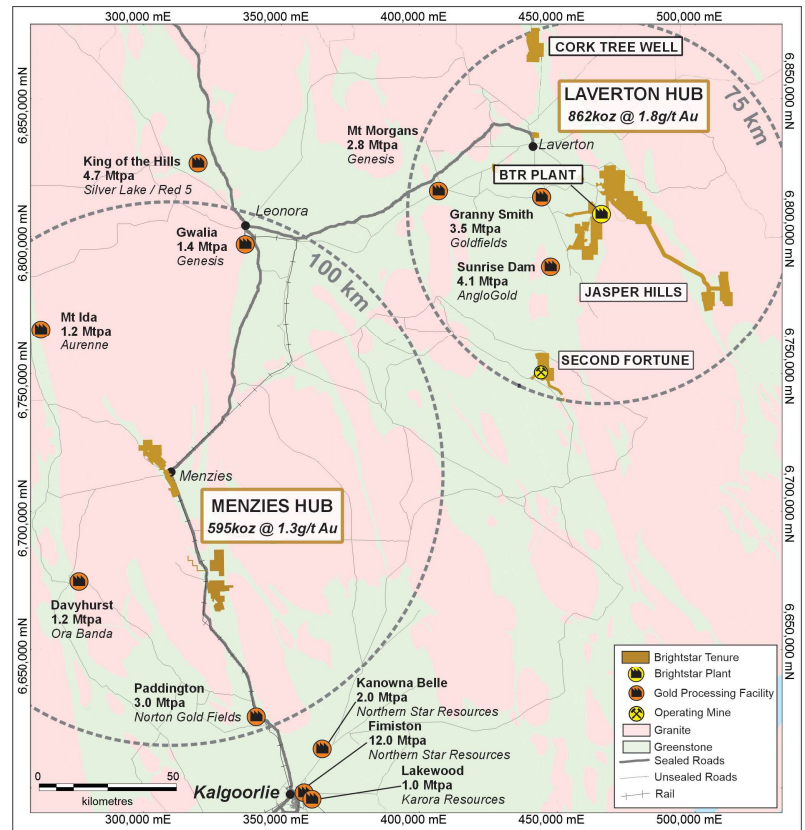 300,000 mE
350,000 mE
400,000 mE
450,000 mE
500,000 mE
6,850,000 mN
6,800,000 mN
6,750,000 mN
6,700,000 mN
6,650,000 mN
6,850,000 mN
6,800,000 mN
6,750,000 mN
6,700,000 mN
6,650,000 mN
CORK TREE WELL
LAVERTON HUB
862koz @ 1.8g/t Au
75 km
Mt Morgans
2.8 Mtpa
Genesis
Laverton
King of the Hills
4.7 Mtpa
Silver Lake / Red 5
BTR PLANT
Leonora
Granny Smith
3.5 Mtpa
Goldfields
Gwalia
1.4 Mtpa
Genesis
100 km
Sunrise Dam
4.1 Mtpa
AngloGold
JASPER HILLS
Mt Ida
1.2 Mtpa
Aurenne
SECOND FORTUNE
Menzies
MENZIES HUB
595koz @ 1.3g/t Au
Davyhurst
1.2 Mtpa
Ora Banda
Paddington
3.0 Mtpa
Norton Gold Fields
Kanowna Belle
2.0 Mtpa
Northern Star Resources
Fimiston
12.0 Mtpa
Northern Star Resources
Lakewood
1.0 Mtpa
Karora Resources
Kalgoorlie
0
50
kilometres
Brightstar Tenure
Brightstar Plant
Gold Processing Facility
Operating Mine
Granite
Greenstone
Sealed Roads
Unsealed Roads
Rail
300,000 mE
350,000 mE
400,000 mE
450,000 mE
500,000 mE